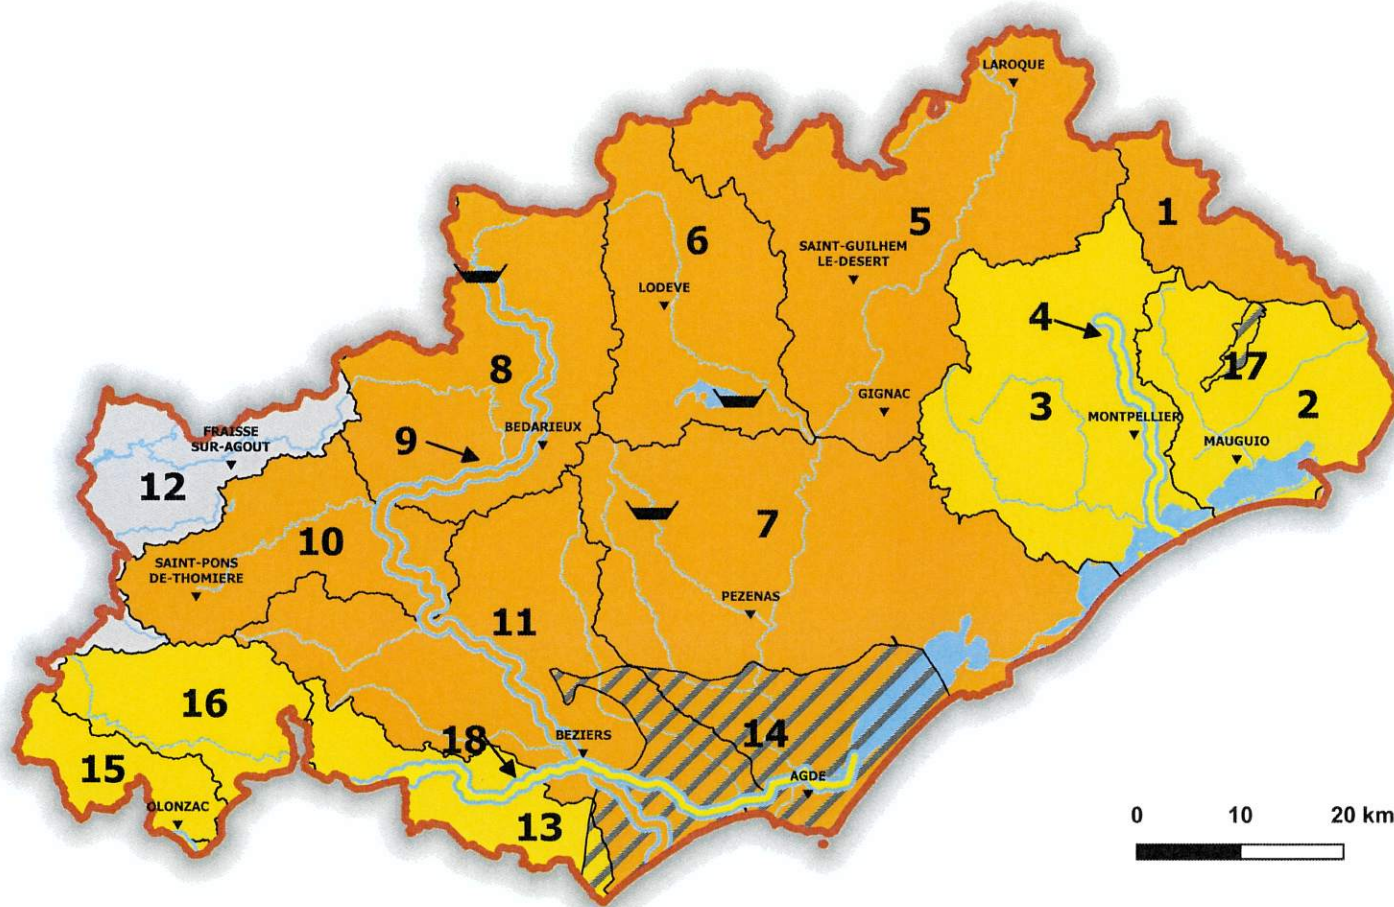 LAROQUE
1
5
6
SAINT-GUILHEM
LE-DESERT
LODEVE
4
17
8
GIGNAC
3
2
MONTPELLIER
BEDARIEUX
FRAISSE
SUR-AGOUT
9
MAUGUIO
12
7
10
SAINT-PONS
DE-THOMIERE
PEZENAS
11
16
14
18
BEZIERS
15
AGDE
OLONZAC
13
0 10 20 km